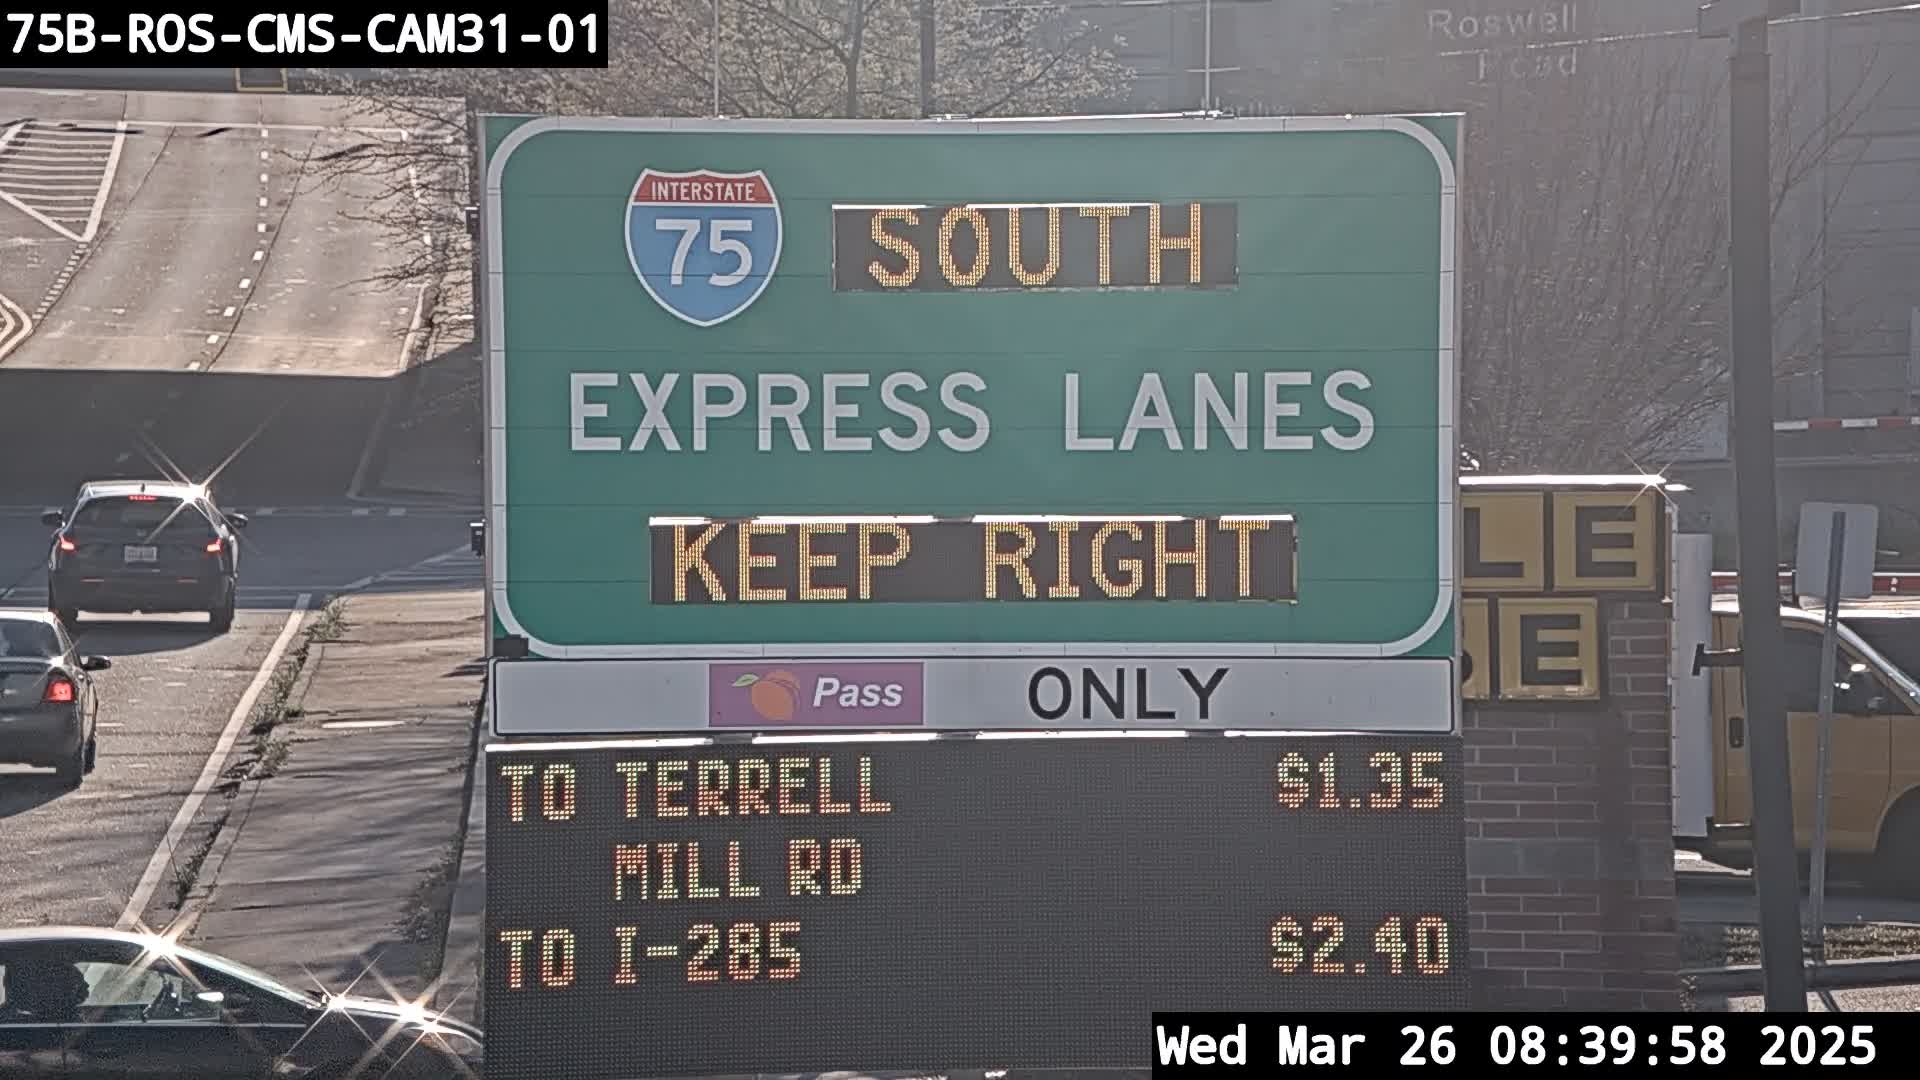 75B-ROS-CMS-CAM31-01
Roswell
Road
INTERSTATE
75
SOUTH
EXPRESS LANES
KEEP RIGHT
LE
E
Pass ONLY
TO TERRELL $1.35
MILL RD
TO I-285 $2.40
Wed Mar 26 08:39:58 2025